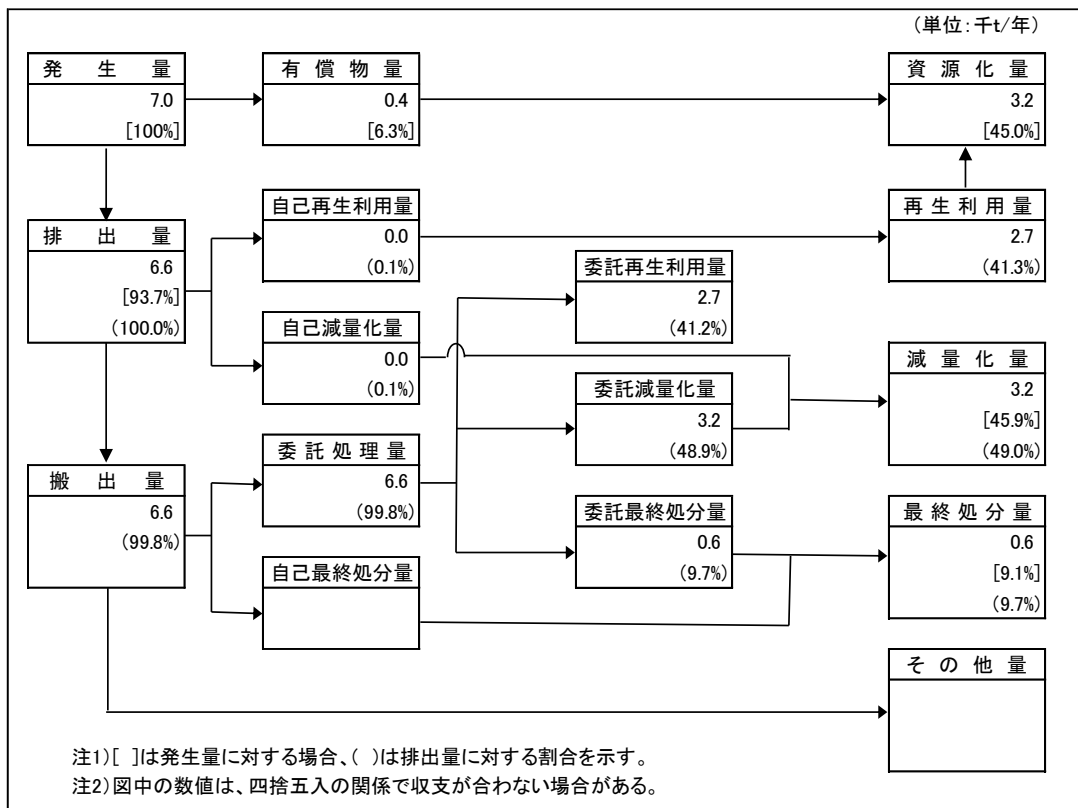 （単位：千t/年）
発生量
7.0
[100%]
有償物量
0.4
[6.3%]
資源化量
3.2
[45.0%]
排出量
6.6
[93.7%]
(100.0%)
自己再生利用量
0.0
(0.1%)
再生利用量
2.7
(41.3%)
委託再生利用量
2.7
(41.2%)
自己減量化量
0.0
(0.1%)
委託減量化量
3.2
(48.9%)
減量化量
3.2
[45.9%]
(49.0%)
搬出量
6.6
(99.8%)
委託処理量
6.6
(99.8%)
委託最終処分量
0.6
(9.7%)
最終処分量
0.6
[9.1%]
(9.7%)
自己最終処分量
その他量
注1)[ ]は発生量に対する場合、( )は排出量に対する割合を示す。
注2)図中の数値は、四捨五入の関係で収支が合わない場合がある。